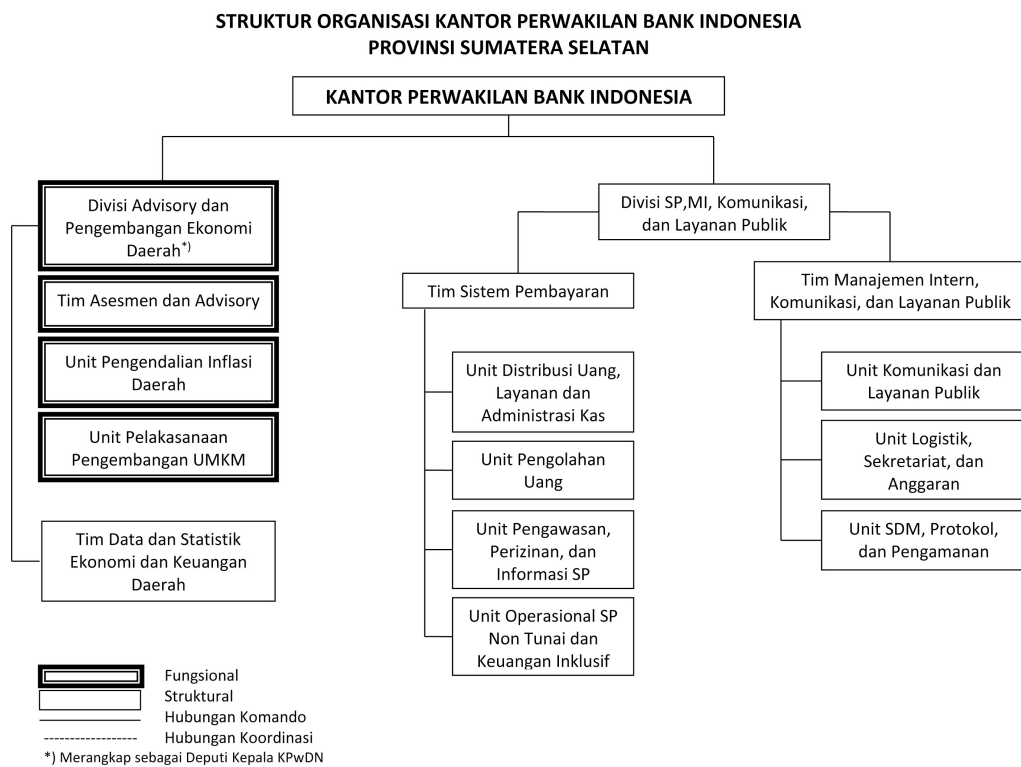 STRUKTUR ORGANISASI KANTOR PERWAKILAN BANK INDONESIA
PROVINSI SUMATERA SELATAN
KANTOR PERWAKILAN BANK INDONESIA
Divisi Advisory dan
Pengembangan Ekonomi
Daerah*)
Tim Asesmen dan Advisory
Unit Pengendalian Inflasi
Daerah
Unit Pelakasanaan
Pengembangan UMKM
Tim Data dan Statistik
Ekonomi dan Keuangan
Daerah
Divisi SP,MI, Komunikasi,
dan Layanan Publik
Tim Sistem Pembayaran
Unit Distribusi Uang,
Layanan dan
Administrasi Kas
Unit Pengolahan
Uang
Unit Pengawasan,
Perizinan, dan
Informasi SP
Unit Operasional SP
Non Tunai dan
Keuangan Inklusif
Tim Manajemen Intern,
Komunikasi, dan Layanan Publik
Unit Komunikasi dan
Layanan Publik
Unit Logistik,
Sekretariat, dan
Anggaran
Unit SDM, Protokol,
dan Pengamanan
Fungsional
Struktural
Hubungan Komando
Hubungan Koordinasi
*) Merangkap sebagai Deputi Kepala KPwDN